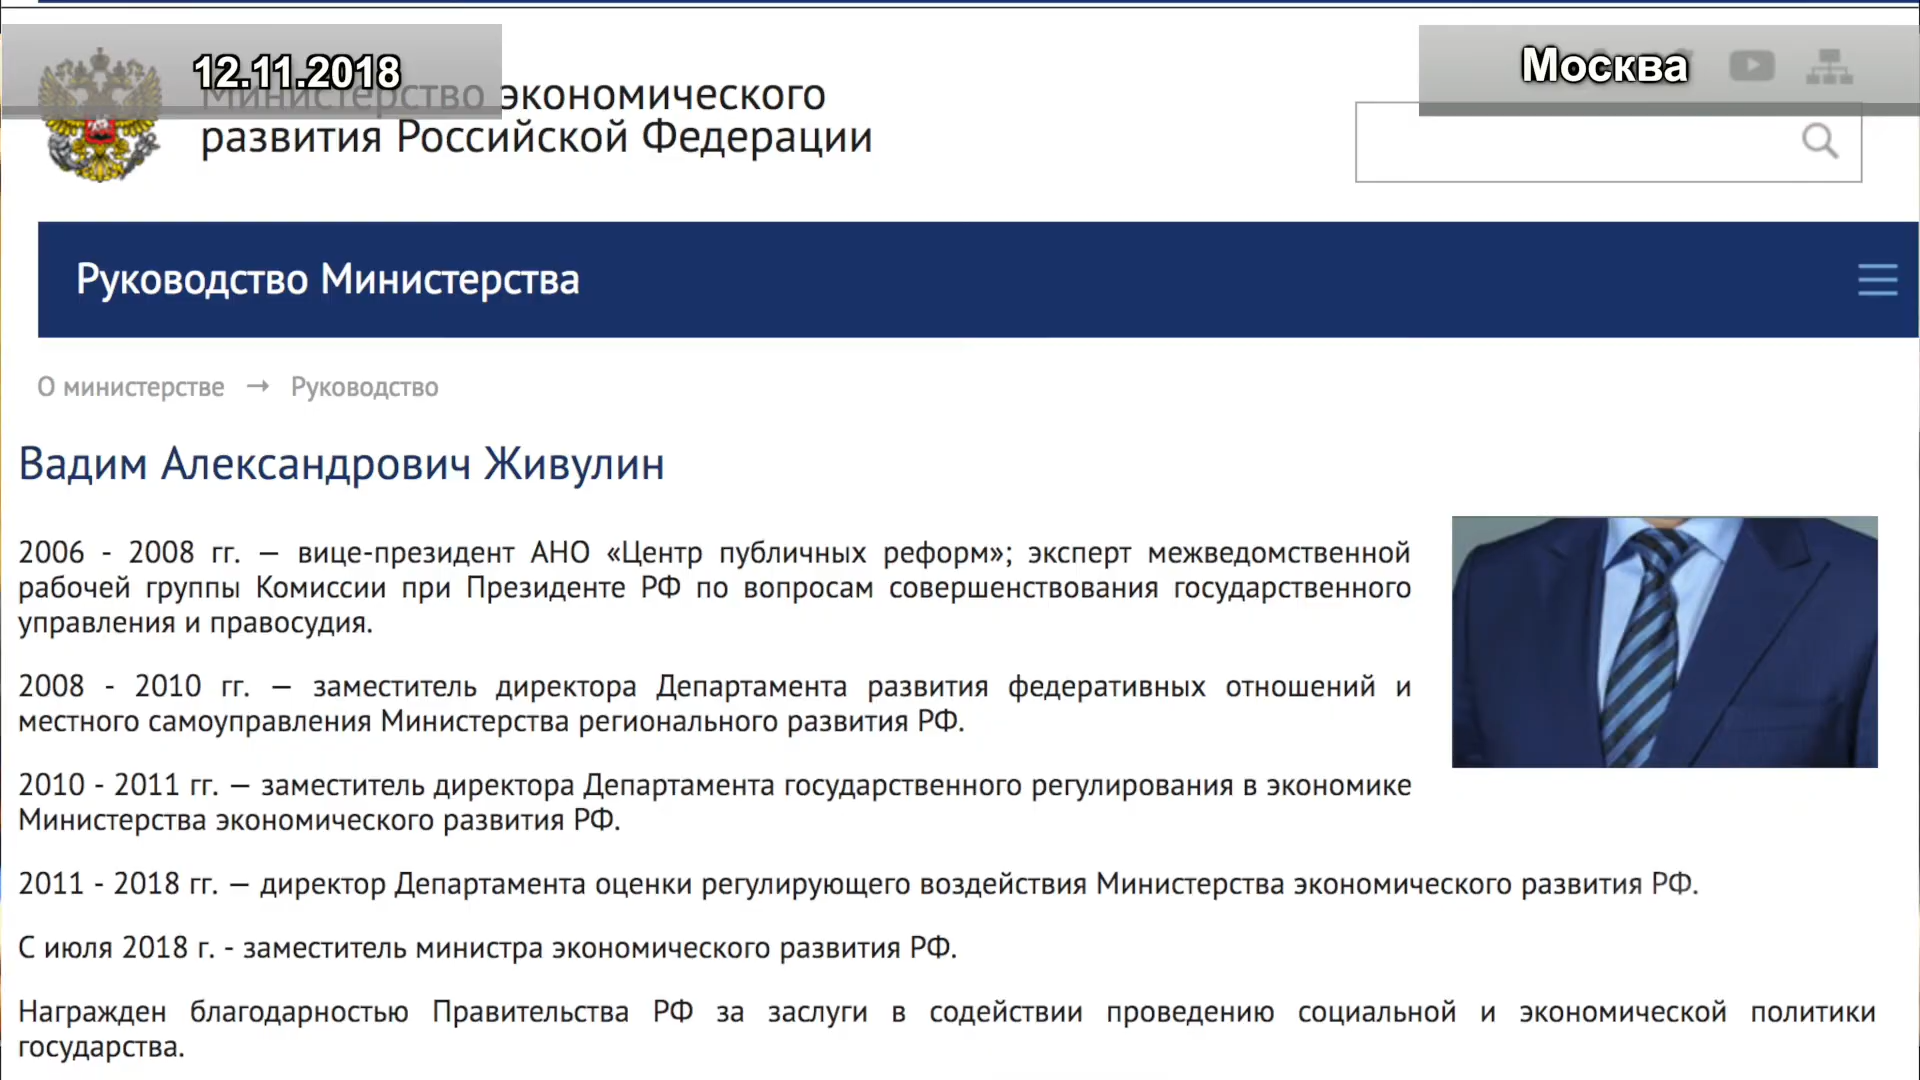 12.11.2018
Москва
Министерство экономического
развития Российской Федерации
Руководство Министерства
О министерстве → Руководство
Вадим Александрович Живулин
2006 - 2008 гг. — вице-президент АНО «Центр публичных реформ»; эксперт межведомственной
рабочей группы Комиссии при Президенте РФ по вопросам совершенствования государственного
управления и правосудия.
2008 - 2010 гг. — заместитель директора Департамента развития федеративных отношений и
местного самоуправления Министерства регионального развития РФ.
2010 - 2011 гг. — заместитель директора Департамента государственного регулирования в экономике
Министерства экономического развития РФ.
2011 - 2018 гг. — директор Департамента оценки регулирующего воздействия Министерства экономического развития РФ.
С июля 2018 г. - заместитель министра экономического развития РФ.
Награжден благодарностью Правительства РФ за заслуги в содействии проведению социальной и экономической политики
государства.